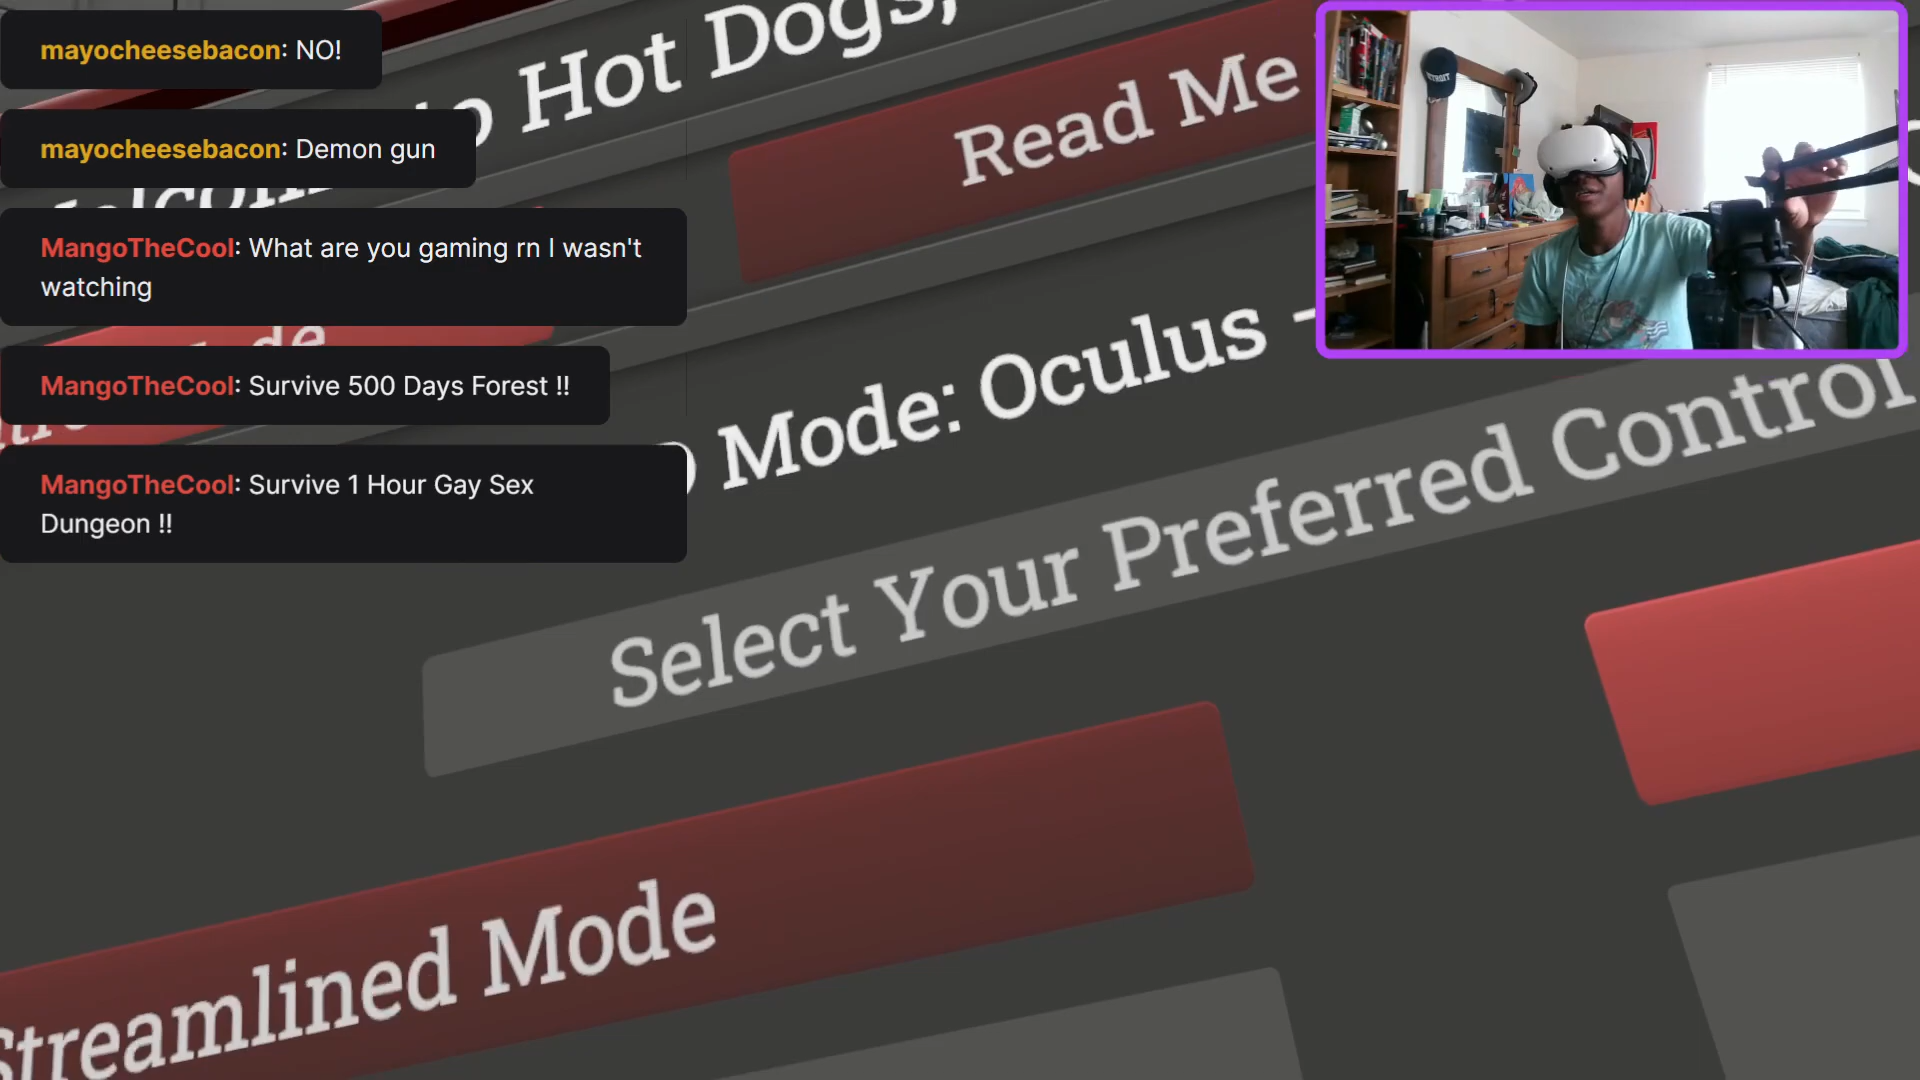 mayocheesebacon: NO!
mayocheesebacon: Demon gun
MangoTheCool: What are you gaming rn I wasn't
watching
MangoTheCool: Survive 500 Days Forest !!
MangoTheCool: Survive 1 Hour Gay Sex
Dungeon !!
Hot Dogs,
Read Me
Mode: Oculus -
Select Your Preferred Control
Streamlined Mode
DETROIT